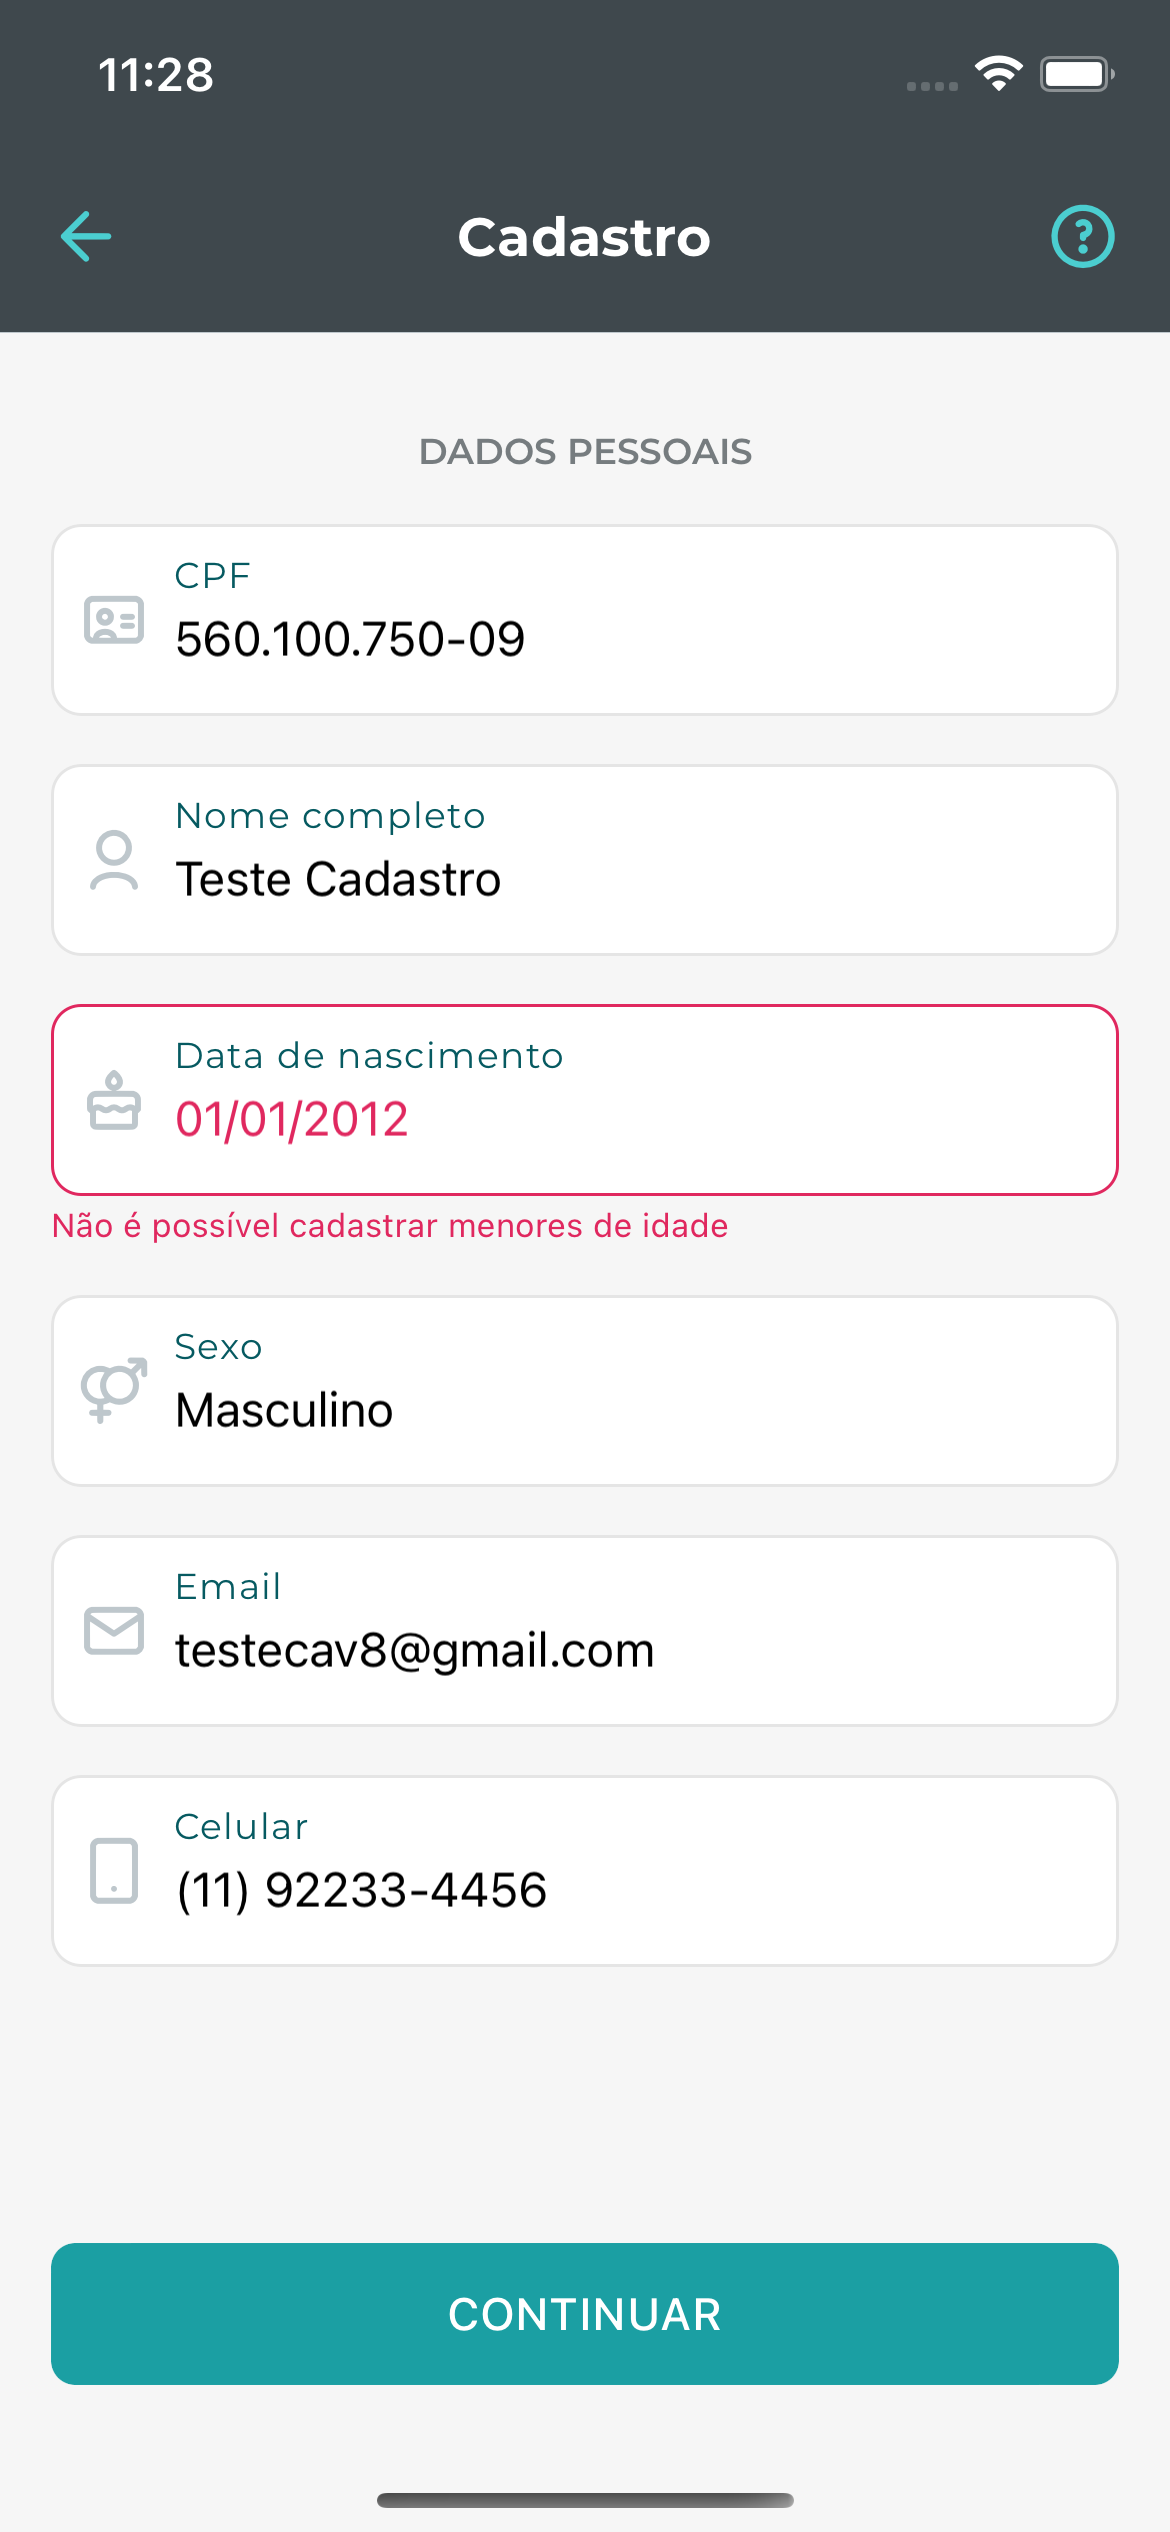 11:28
Cadastro
DADOS PESSOAIS
CPF
560.100.750-09
Nome completo
Teste Cadastro
Data de nascimento
01/01/2012
Não é possível cadastrar menores de idade
Sexo
Masculino
Email
testecav8@gmail.com
Celular
(11) 92233-4456
CONTINUAR